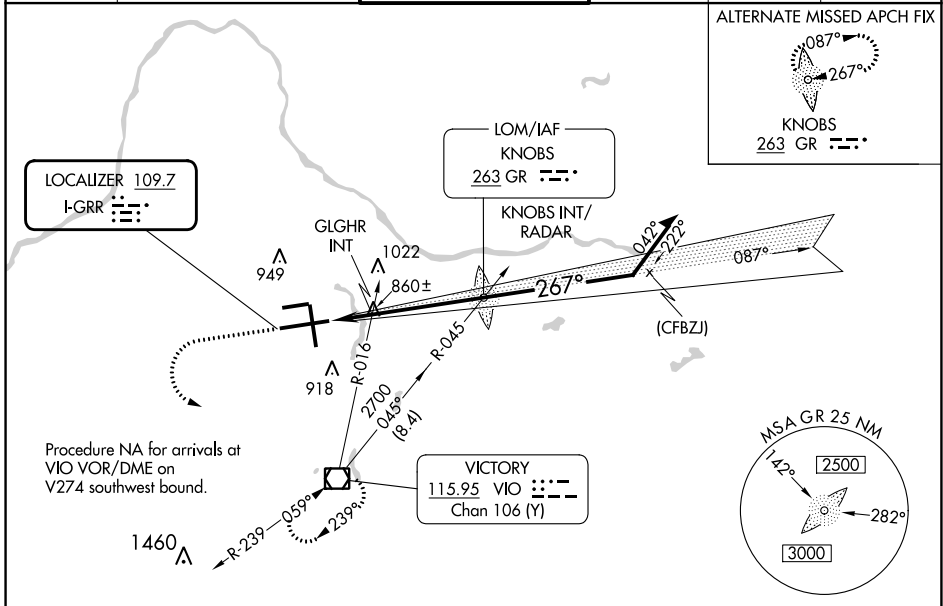 ALTERNATE MISSED APCH FIX
087°
267°
KNOBS
263 GR
LOM/IAF
KNOBS
263 GR
KNOBS INT/
RADAR
LOCALIZER 109.7
I-GRR
GLGHR
INT
1022
949
860±
042°
222°
087°
267°
(CFBZJ)
R-016
R-045
918
2700
045°
(8.4)
Procedure NA for arrivals at
VIO VOR/DME on
V274 southwest bound.
VICTORY
115.95 VIO
Chan 106 (Y)
R-239
059°
239°
1460
MSA GR 25 NM
142°
2500
282°
3000